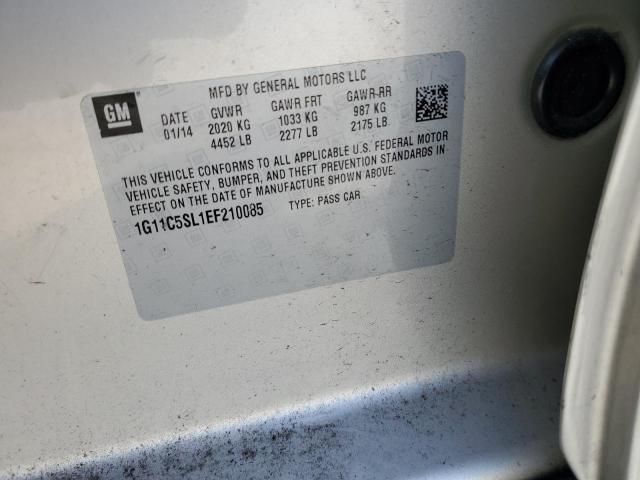 GM
MFD BY GENERAL MOTORS LLC
DATE GVWR GAWR FRT GAWR-RR
01/14 2020 KG 1033 KG 987 KG
4452 LB 2277 LB 2175 LB
THIS VEHICLE CONFORMS TO ALL APPLICABLE U.S. FEDERAL MOTOR
VEHICLE SAFETY, BUMPER, AND THEFT PREVENTION STANDARDS IN
EFFECT ON THE DATE OF MANUFACTURE SHOWN ABOVE.
1G11C5SL1EF210085 TYPE: PASS CAR